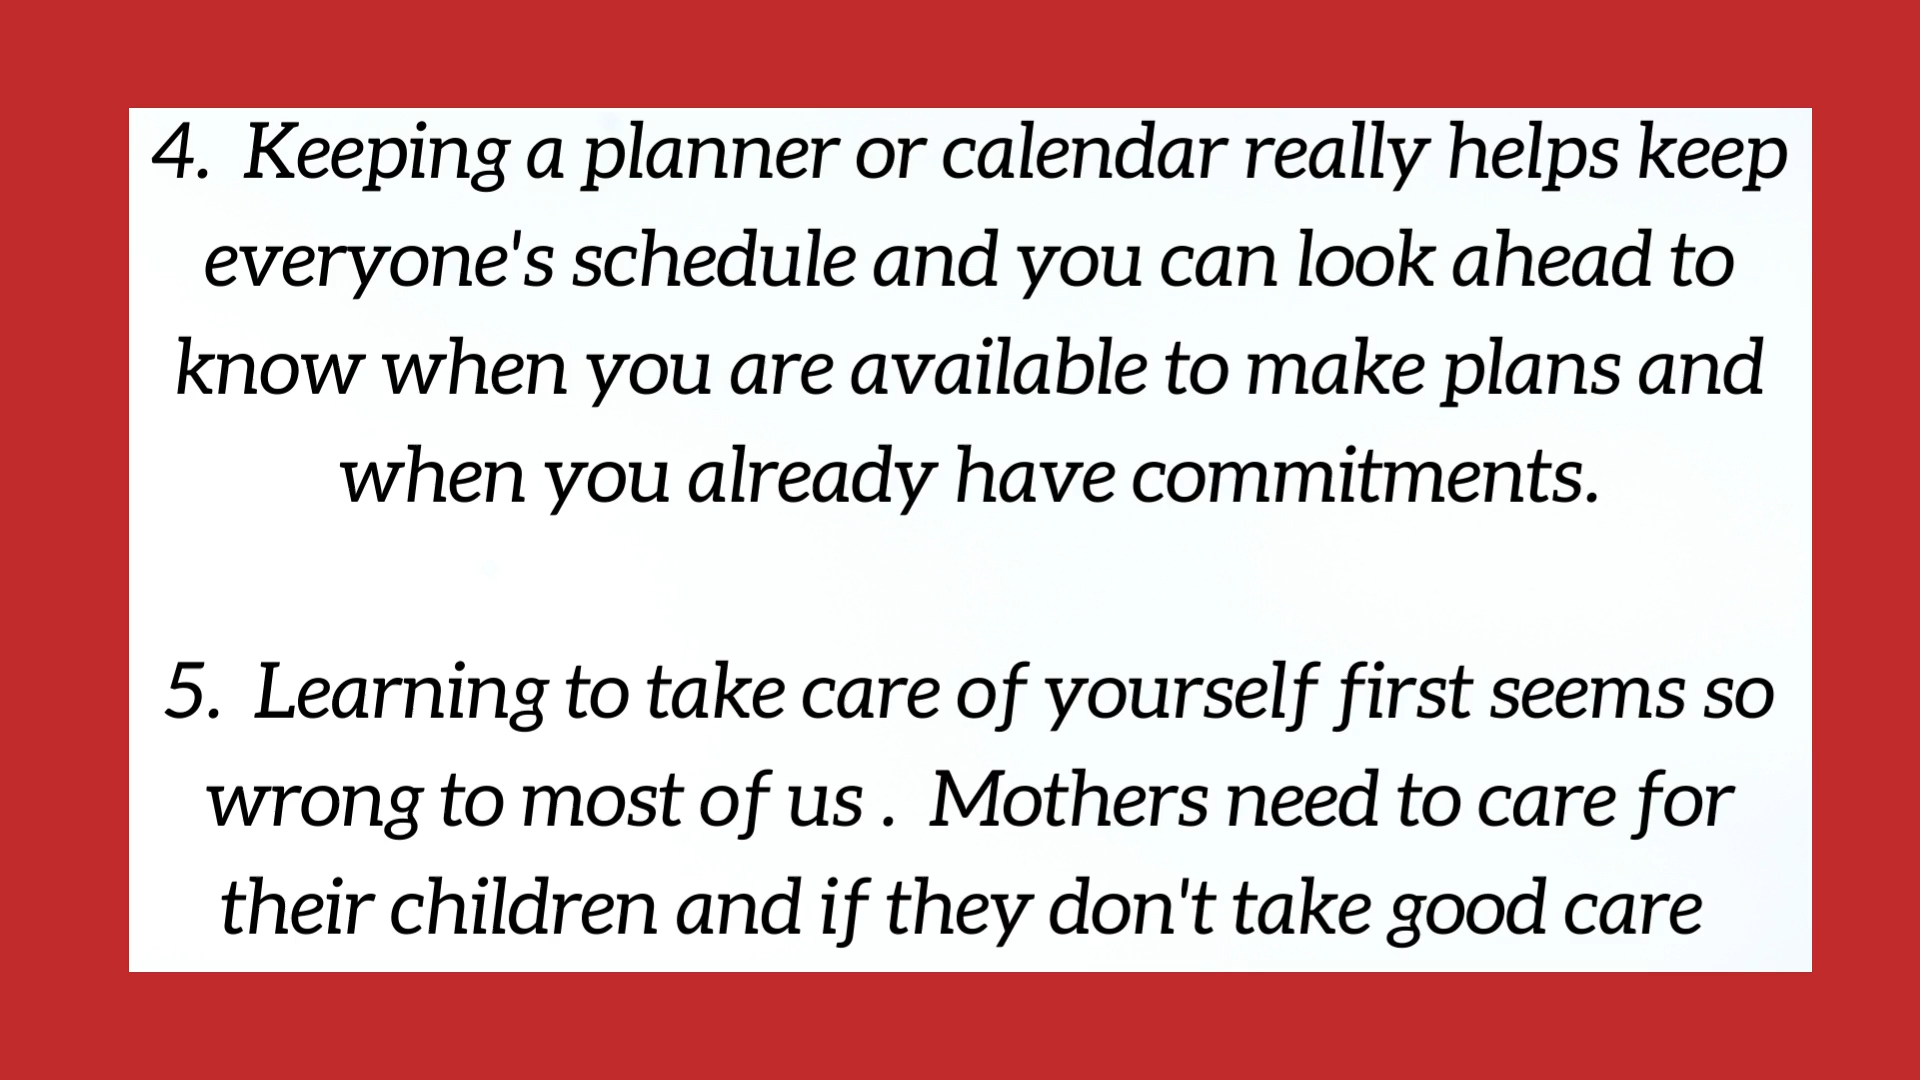 4.  Keeping a planner or calendar really helps keep
everyone's schedule and you can look ahead to
know when you are available to make plans and
when you already have commitments.
5.  Learning to take care of yourself first seems so
wrong to most of us .  Mothers need to care for
their children and if they don't take good care